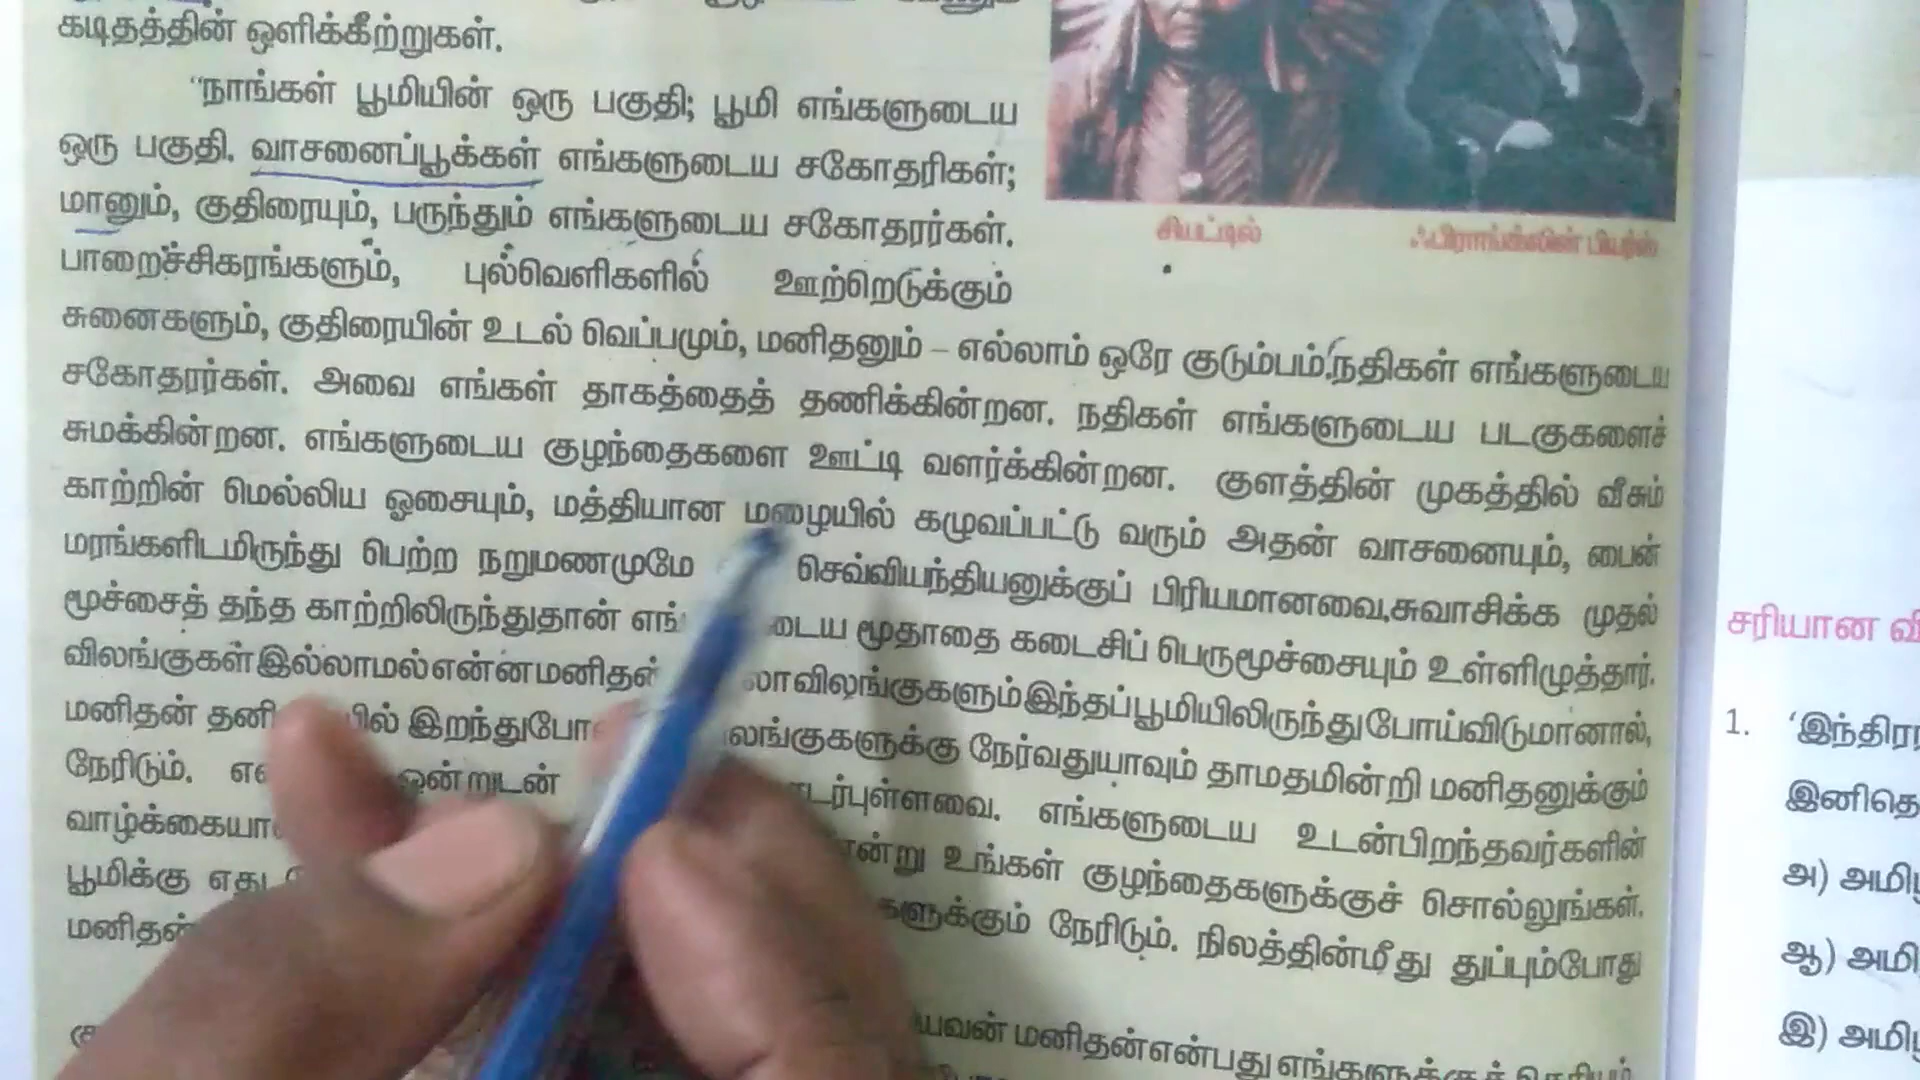 கடிதத்தின் ஒளிக்கீற்றுகள்.
“நாங்கள் பூமியின் ஒரு பகுதி; பூமி எங்களுடைய
ஒரு பகுதி. வாசனைப்பூக்கள் எங்களுடைய சகோதரிகள்;
மானும், குதிரையும், பருந்தும் எங்களுடைய சகோதரர்கள்.
பாறைச்சிகரங்களும், புல்வெளிகளில் ஊற்றெடுக்கும்
சுனைகளும், குதிரையின் உடல் வெப்பமும், மனிதனும் – எல்லாம் ஒரே குடும்பம்.நதிகள் எங்களுடைய
சகோதரர்கள். அவை எங்கள் தாகத்தைத் தணிக்கின்றன. நதிகள் எங்களுடைய படகுகளைச்
சுமக்கின்றன. எங்களுடைய குழந்தைகளை ஊட்டி வளர்க்கின்றன. குளத்தின் முகத்தில் வீசும்
காற்றின் மெல்லிய ஓசையும், மத்தியான மழையில் கழுவப்பட்டு வரும் அதன் வாசனையும், பைன்
மரங்களிடமிருந்து பெற்ற நறுமணமுமே செவ்வியந்தியனுக்குப் பிரியமானவை.சுவாசிக்க முதல்
மூச்சைத் தந்த காற்றிலிருந்துதான் மூதாதை கடைசிப் பெருமூச்சையும் உள்ளிழுத்தார்.
விலங்குகள் இல்லாமல் என்ன மனிதன் விலங்குகளும் இந்தப் பூமியிலிருந்து போய்விடுமானால்,
மனிதன் இறந்துபோ நேர்வதுயாவும் தாமதமின்றி மனிதனுக்கும்
நேரிடும். ஒன்றுடன் எங்களுடைய உடன்பிறந்தவர்களின்
உங்கள் குழந்தைகளுக்குச் சொல்லுங்கள்.
பூமிக்கு நேரிடும். நிலத்தின்மீது துப்பும்போது
மனிதன்
மனிதன் என்பது எங்களுக்குத் தெரியும்.
சியட்டில்
ஃபிராங்க்லின் பியர்ஸ்
சரியான
1. ‘இந்திர
இனிதெ
அ) அமிழ
ஆ) அமி
இ) அமிழ